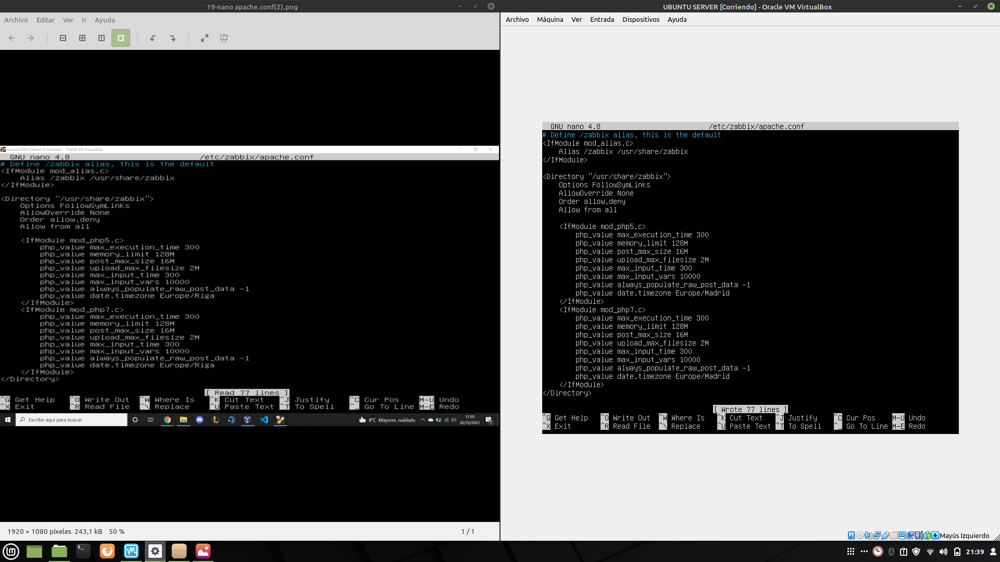 19-nano apache.conf(2).png
Archivo Editar Ver Ir Ayuda
Ubuntu2004-Zabbix [Corriendo] - Oracle VM VirtualBox
GNU nano 4.8 /etc/zabbix/apache.conf
# Define /zabbix alias, this is the default
<IfModule mod_alias.c>
Alias /zabbix /usr/share/zabbix
</IfModule>
<Directory "/usr/share/zabbix">
Options FollowSymLinks
AllowOverride None
Order allow,deny
Allow from all
<IfModule mod_php5.c>
php_value max_execution_time 300
php_value memory_limit 128M
php_value post_max_size 16M
php_value upload_max_filesize 2M
php_value max_input_time 300
php_value max_input_vars 10000
php_value always_populate_raw_post_data -1
php_value date.timezone Europe/Riga
</IfModule>
<IfModule mod_php7.c>
php_value max_execution_time 300
php_value memory_limit 128M
php_value post_max_size 16M
php_value upload_max_filesize 2M
php_value max_input_time 300
php_value max_input_vars 10000
php_value always_populate_raw_post_data -1
php_value date.timezone Europe/Riga
</IfModule>
</Directory>
[ Read 77 lines ]
^G Get Help ^O Write Out ^W Where Is ^K Cut Text ^J Justify ^C Cur Pos M-U Undo
^X Exit ^R Read File ^\ Replace ^U Paste Text ^T To Spell ^_ Go To Line M-E Redo
Escribe aquí para buscar 8°C Mayorm. nublado 11:59
02/12/2021 1
1920 × 1080 píxeles 243,1 kB 50 % 1 / 1
UBUNTU SERVER [Corriendo] - Oracle VM VirtualBox
Archivo Máquina Ver Entrada Dispositivos Ayuda
GNU nano 4.8 /etc/zabbix/apache.conf
# Define /zabbix alias, this is the default
<IfModule mod_alias.c>
Alias /zabbix /usr/share/zabbix
</IfModule>
<Directory "/usr/share/zabbix">
Options FollowSymLinks
AllowOverride None
Order allow,deny
Allow from all
<IfModule mod_php5.c>
php_value max_execution_time 300
php_value memory_limit 128M
php_value post_max_size 16M
php_value upload_max_filesize 2M
php_value max_input_time 300
php_value max_input_vars 10000
php_value always_populate_raw_post_data -1
php_value date.timezone Europe/Madrid
</IfModule>
<IfModule mod_php7.c>
php_value max_execution_time 300
php_value memory_limit 128M
php_value post_max_size 16M
php_value upload_max_filesize 2M
php_value max_input_time 300
php_value max_input_vars 10000
php_value always_populate_raw_post_data -1
php_value date.timezone Europe/Madrid
</IfModule>
</Directory>
[ Wrote 77 lines ]
^G Get Help ^O Write Out ^W Where Is ^K Cut Text ^J Justify ^C Cur Pos M-U Undo
^X Exit ^R Read File ^\ Replace ^U Paste Text ^T To Spell ^_ Go To Line M-E Redo
Mayús Izquierdo
21:39